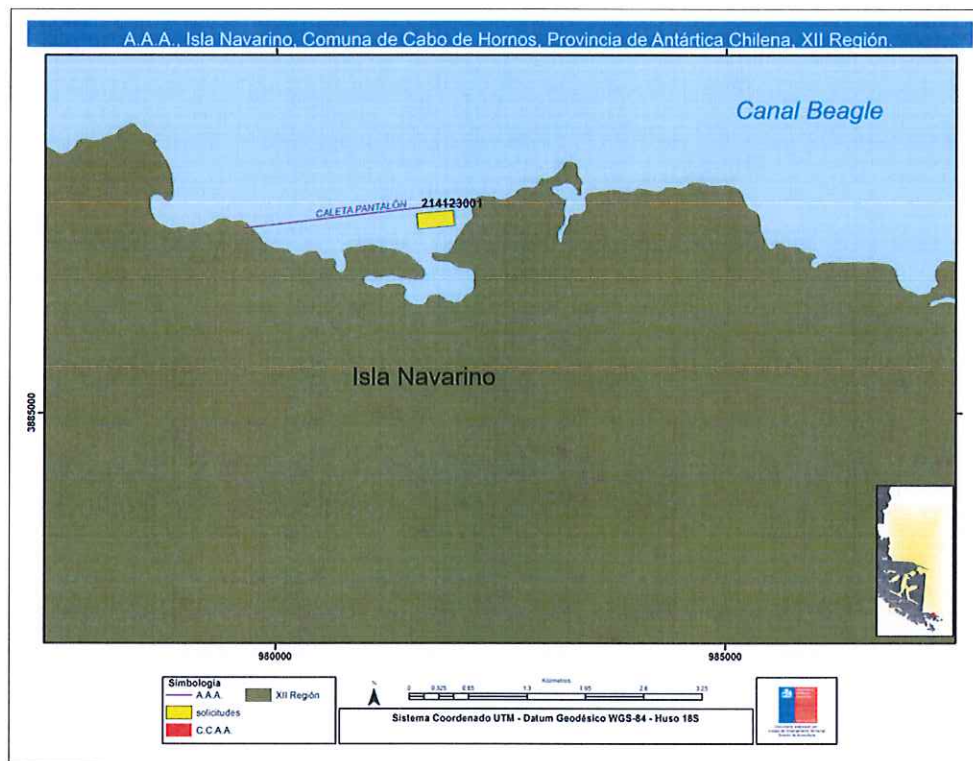 A.A.A., Isla Navarino, Comuna de Cabo de Hornos, Provincia de Antártica Chilena, XII Región.
Canal Beagle
CALETA PANTALÓN
214123001
Isla Navarino
3885000
980000
985000
Simbología
A.A.A.
XII Región
solicitudes
C.C.A.A.
N
Kilómetros
0 0.325 0.65 1.3 1.95 2.6 3.25
Sistema Coordenado UTM - Datum Geodésico WGS-84 - Huso 18S